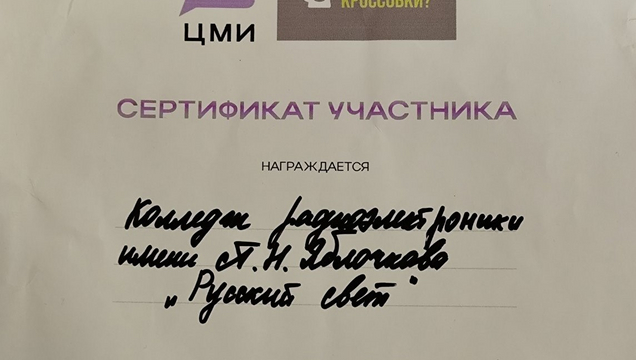 КРОССОВКИ?
ЦМИ
СЕРТИФИКАТ УЧАСТНИКА
НАГРАЖДАЕТСЯ
Колледж радиоэлектроники
имени П. Н. Яблочкова
"Русский свет"